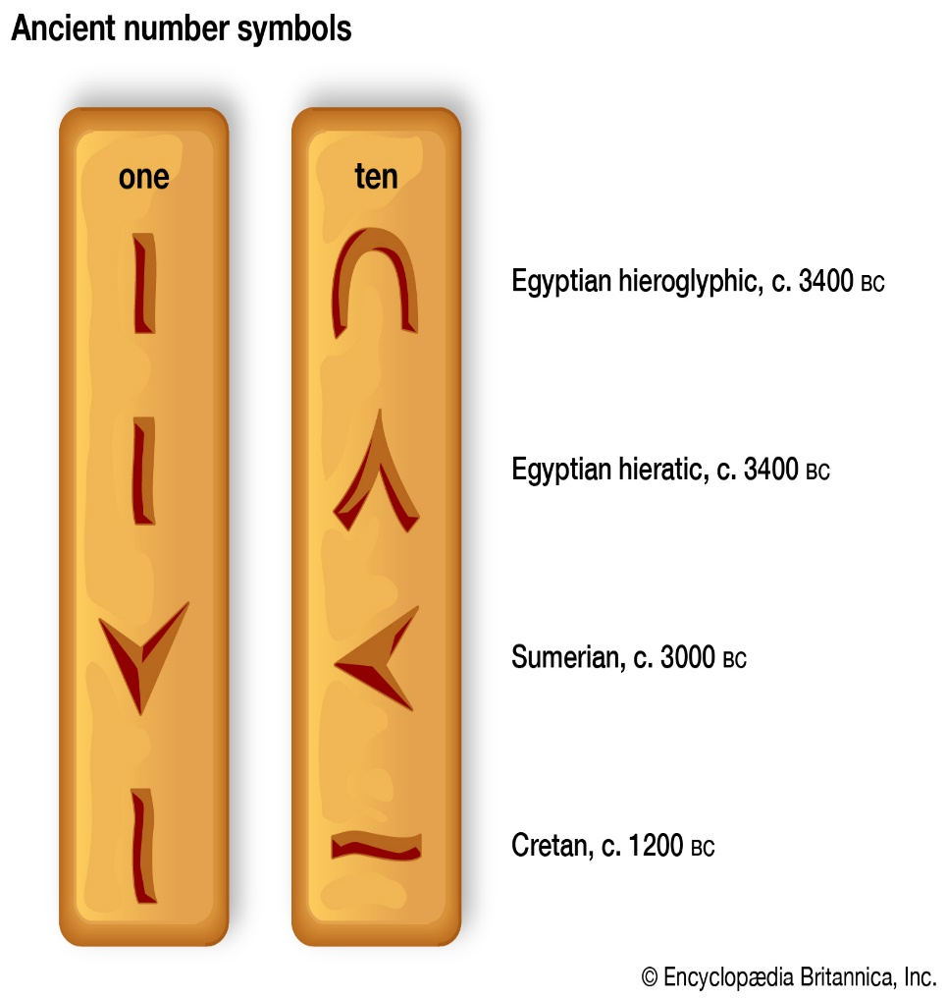 Ancient number symbols
one
ten
Egyptian hieroglyphic, c. 3400 BC
Egyptian hieratic, c. 3400 BC
Sumerian, c. 3000 BC
Cretan, c. 1200 BC
© Encyclopædia Britannica, Inc.